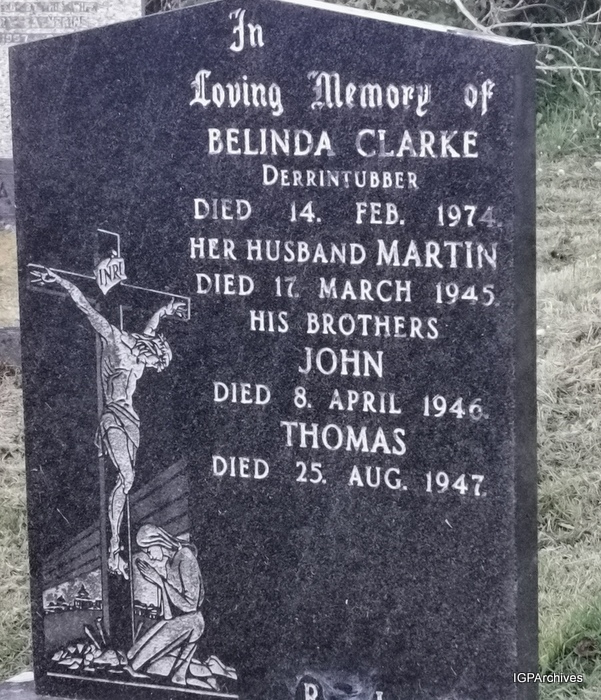 In
Loving Memory of
BELINDA CLARKE
DERRINTUBBER
DIED 14. FEB. 1974.
HER HUSBAND MARTIN
DIED 17. MARCH 1945.
HIS BROTHERS
JOHN
DIED 8. APRIL 1946.
THOMAS
DIED 25. AUG. 1947.
INRI
IGPArchives